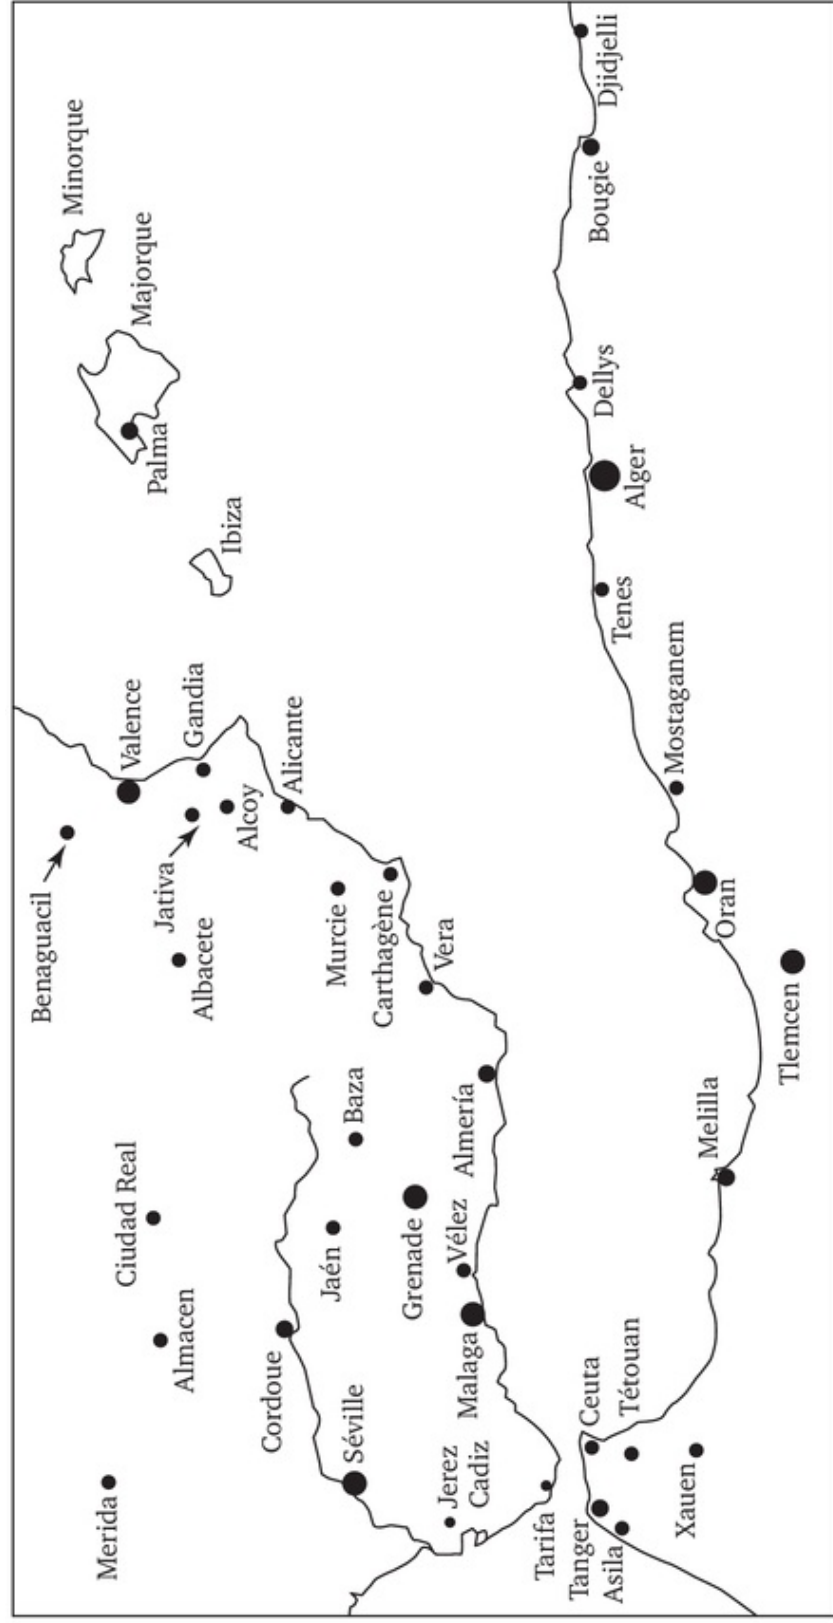 Minorque
Majorque
Palma
Ibiza
Benaguacil
Valence
Jativa
Gandia
Albacete
Alcoy
Alicante
Merida
Ciudad Real
Almacen
Murcie
Carthagène
Vera
Cordoue
Jaén
Baza
Séville
Grenade
Almería
Vélez
Malaga
Jerez
Cadiz
Tarifa
Djidjelli
Bougie
Dellys
Alger
Tenes
Mostaganem
Oran
Tlemcen
Melilla
Ceuta
Tétouan
Tanger
Asila
Xauen